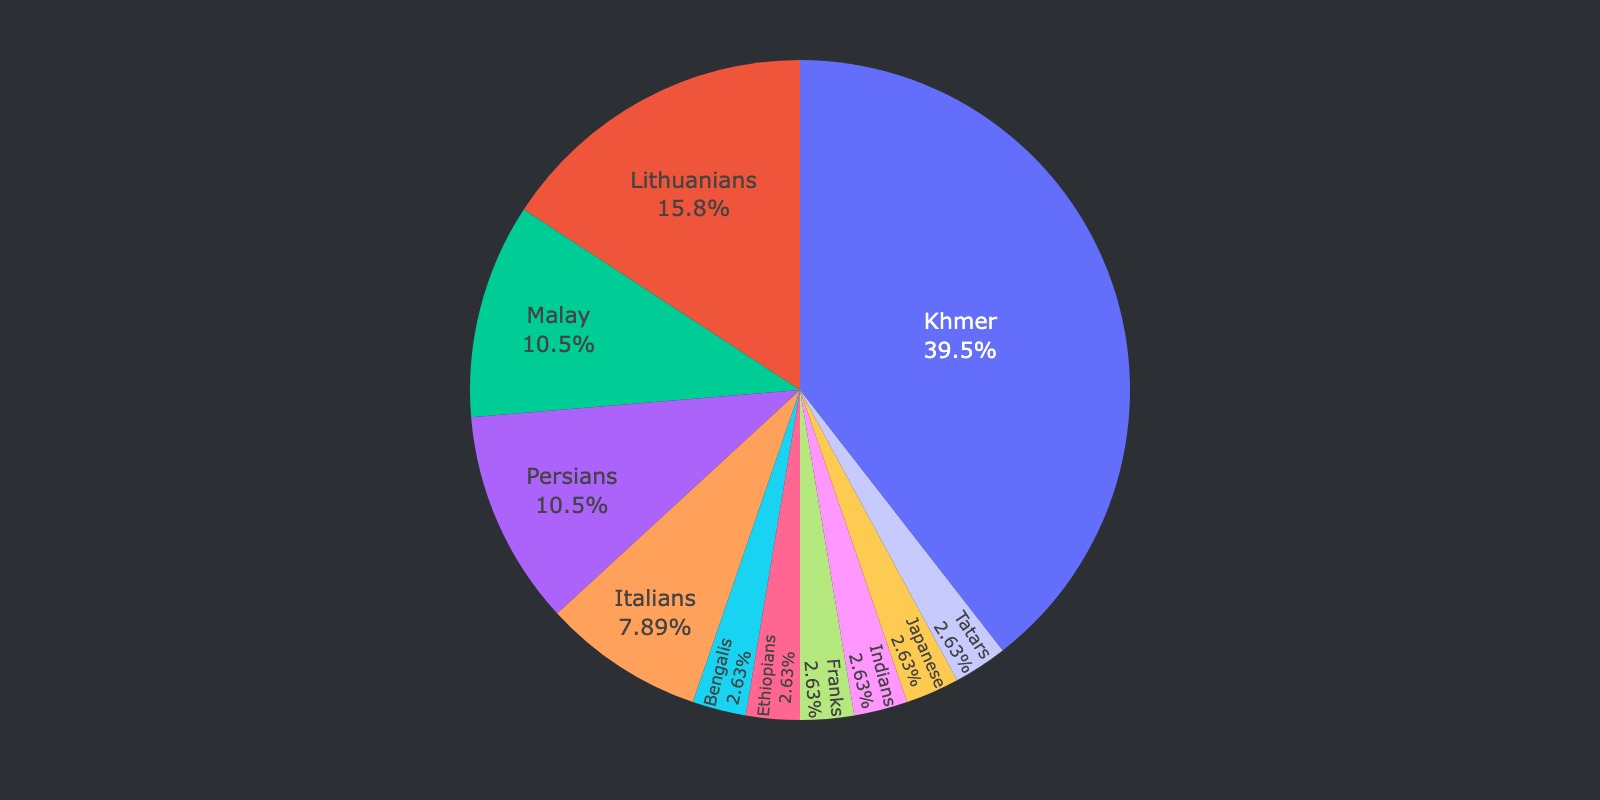 Lithuanians
15.8%
Khmer
39.5%
Malay
10.5%
Persians
10.5%
Italians
7.89%
Bengalis
2.63%
Ethiopians
2.63%
Franks
2.63%
Indians
2.63%
Japanese
2.63%
Tatars
2.63%